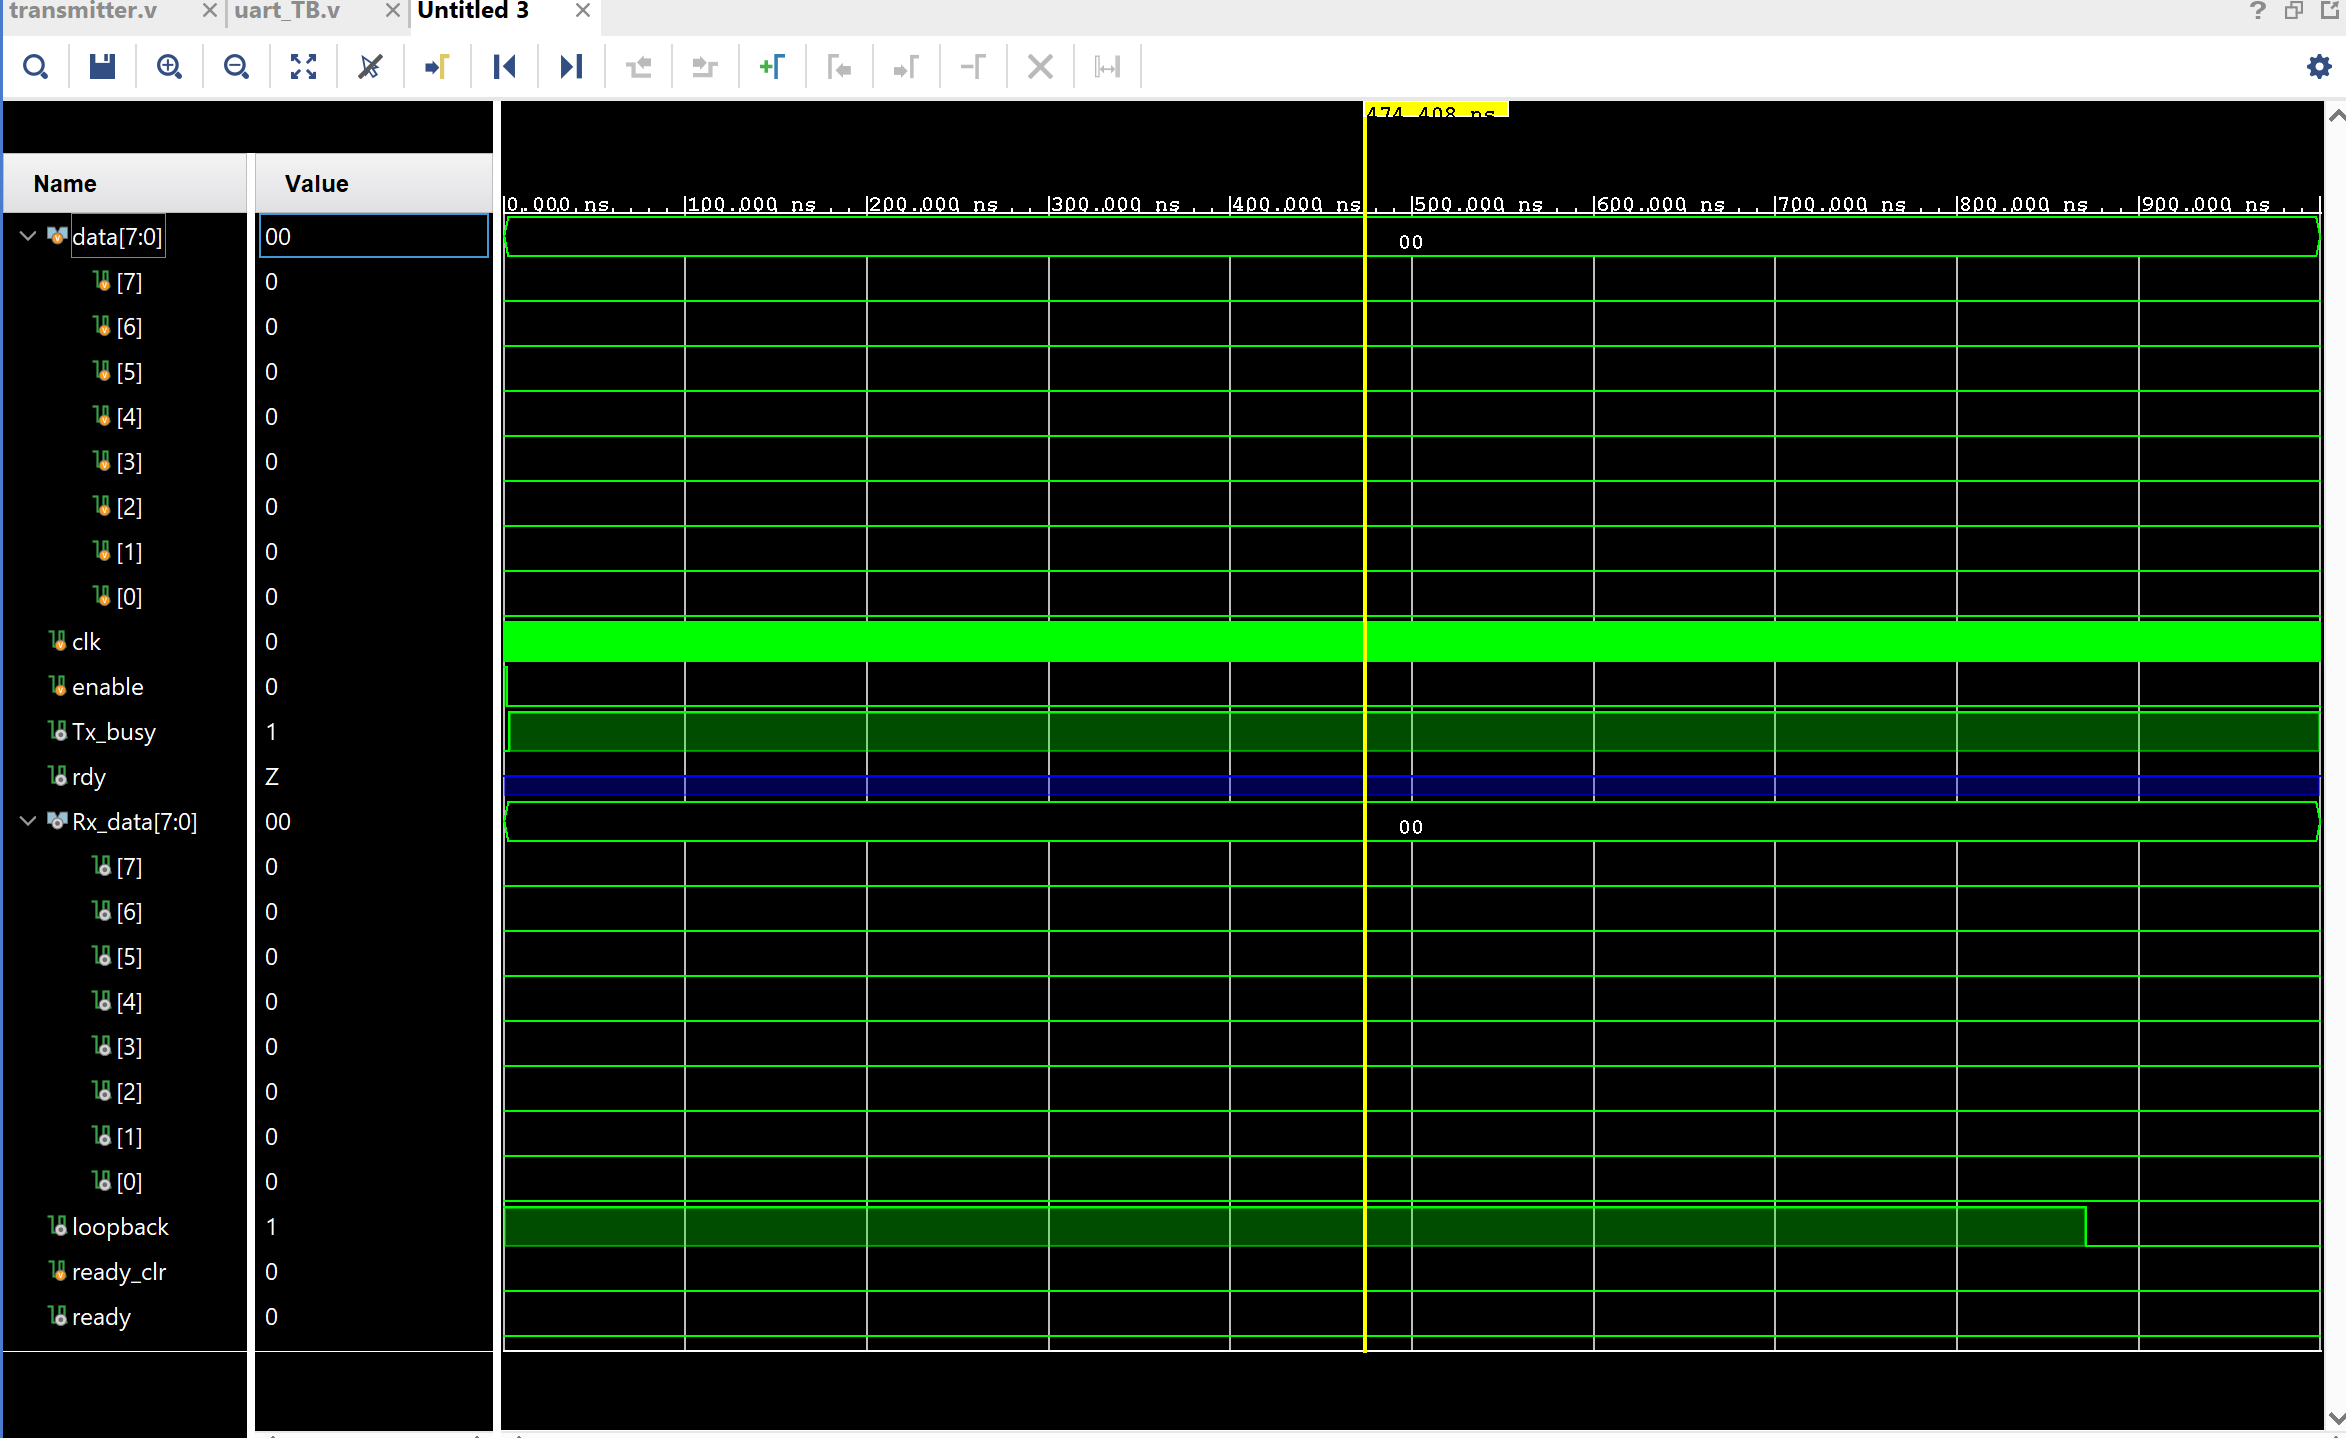 transmitter.v uart_TB.v Untitled 3
474.408 ns
Name Value
0.000 ns 100.000 ns 200.000 ns 300.000 ns 400.000 ns 500.000 ns 600.000 ns 700.000 ns 800.000 ns 900.000 ns
data[7:0] 00 00
[7] 0
[6] 0
[5] 0
[4] 0
[3] 0
[2] 0
[1] 0
[0] 0
clk 0
enable 0
Tx_busy 1
rdy Z
Rx_data[7:0] 00 00
[7] 0
[6] 0
[5] 0
[4] 0
[3] 0
[2] 0
[1] 0
[0] 0
loopback 1
ready_clr 0
ready 0